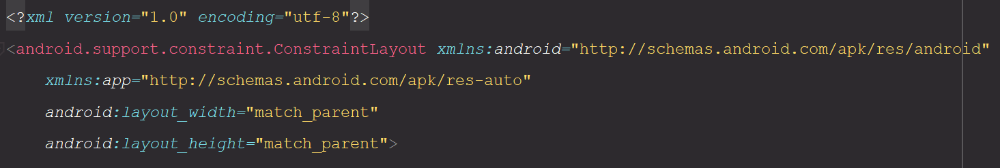 <?xml version="1.0" encoding="utf-8"?>
<android.support.constraint.ConstraintLayout xmlns:android="http://schemas.android.com/apk/res/android"
xmlns:app="http://schemas.android.com/apk/res-auto"
android:layout_width="match_parent"
android:layout_height="match_parent">